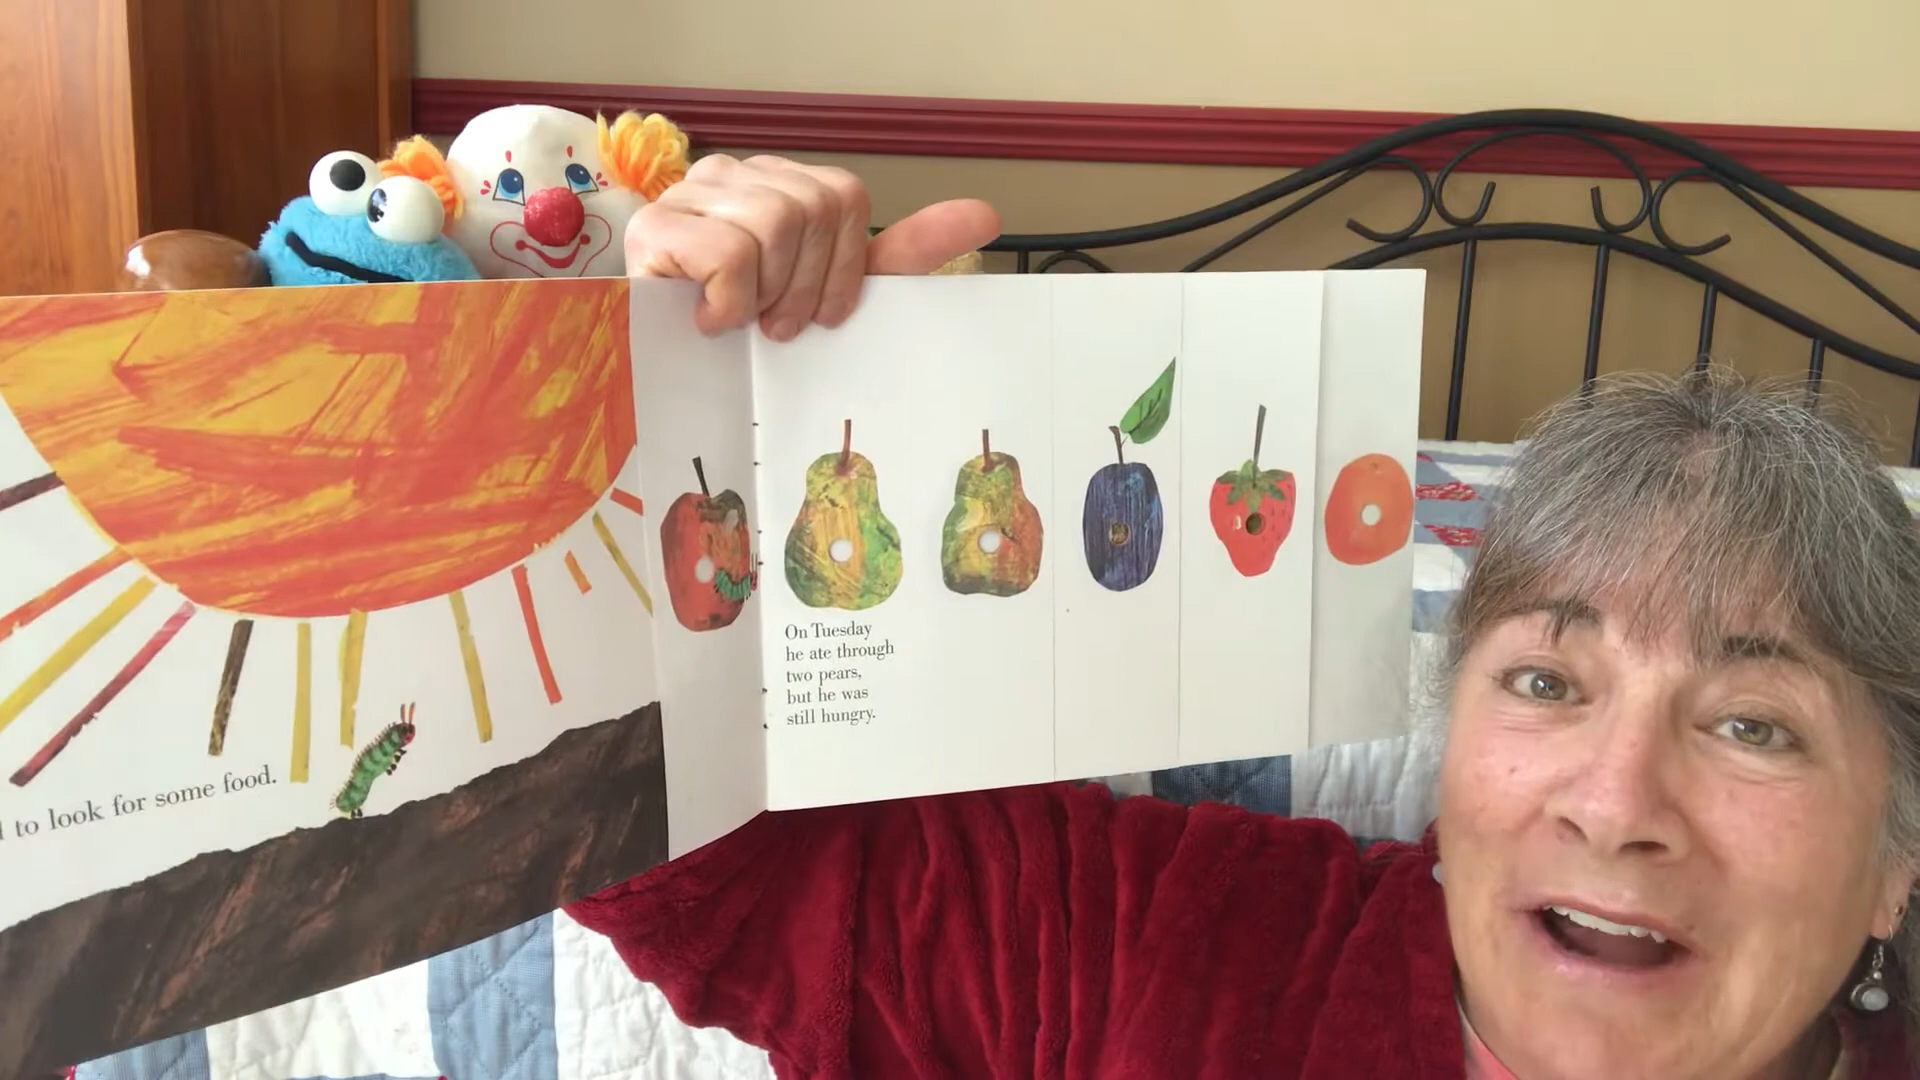 to look for some food.
On Tuesday
he ate through
two pears,
but he was
still hungry.